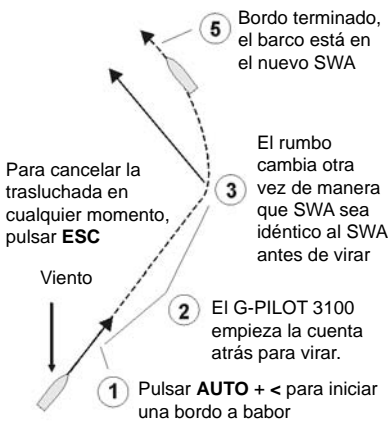 5
Bordo terminado,
el barco está en
el nuevo SWA
Para cancelar la
trasluchada en
cualquier momento,
pulsar ESC
3
El rumbo
cambia otra
vez de manera
que SWA sea
idéntico al SWA
antes de virar
Viento
2
El G-PILOT 3100
empieza la cuenta
atrás para virar.
1
Pulsar AUTO + < para iniciar
una bordo a babor